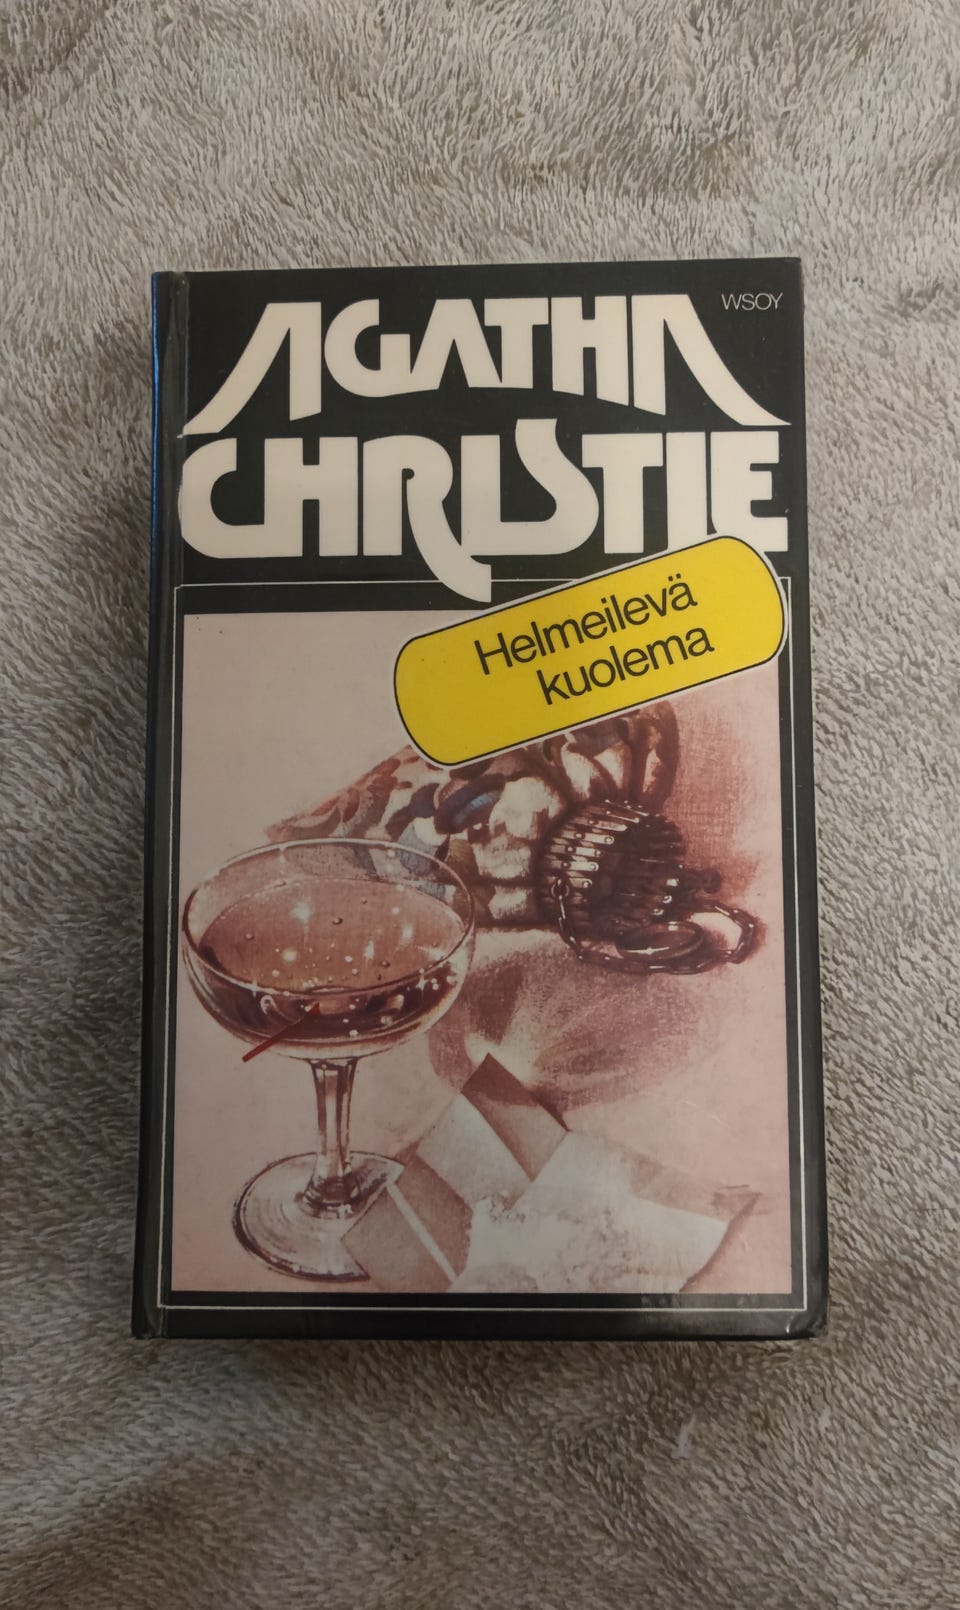 WSOY
AGATHA
CHRISTIE
Helmeilevä
kuolema